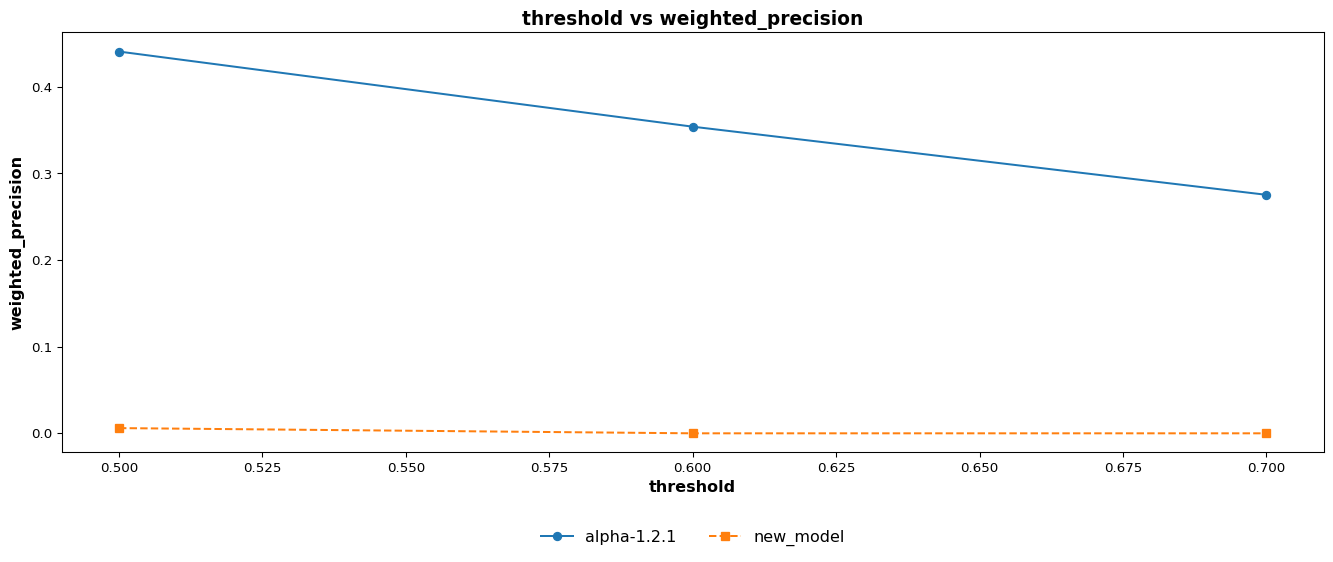 threshold vs weighted_precision
weighted_precision
0.4
0.3
0.2
0.1
0.0
0.500 0.525 0.550 0.575 0.600 0.625 0.650 0.675 0.700
threshold
alpha-1.2.1 new_model